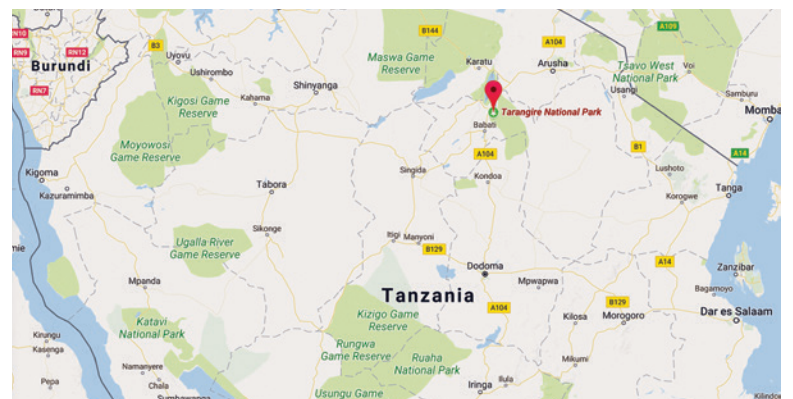 RN10
RN9
RN12
Burundi
RN7
B3
Uyovu
Ushirombo
Kigosi Game
Reserve
Kahama
Shinyanga
Moyowosi
Game Reserve
B144
Maswa Game
Reserve
Karatu
A104
Arusha
A109
Tsavo West
National Park
Voi
Usangi
Samburu
Momba
Tarangire National Park
Babati
A104
B1
A14
Kigoma
Kazuramimba
Tabora
Singida
Kondoa
Lushoto
Korogwe
Tanga
Ugalla River
Game Reserve
Sikonge
Itigi
Manyoni
B129
Dodoma
A14
Zanzibar
mie
Mpanda
Mpwapwa
Bagamoyo
Tanzania
A104
B129
Dar es Salaam
Katavi
National Park
Kizigo Game
Reserve
Kilosa
Morogoro
Kirungu
Kasenga
Rungwa
Game Reserve
Ruaha
National Park
Mikumi
Namanyere
Pepa
Chala
Iringa
Ilula
Sumbawanga
Usungu Game
Kilindon